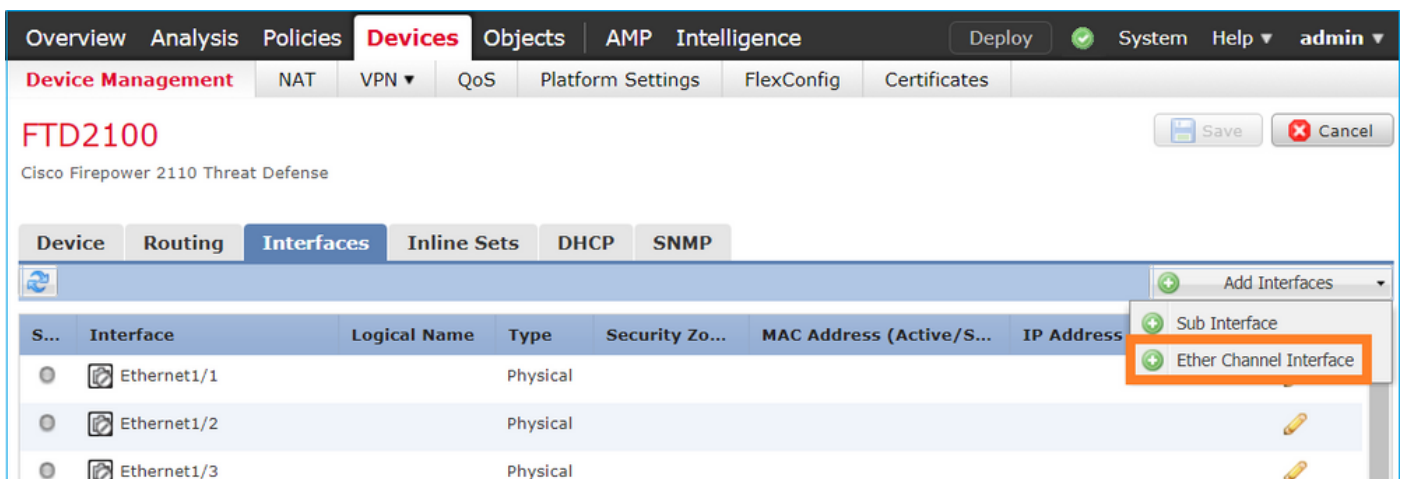 Overview Analysis Policies Devices Objects AMP Intelligence Deploy System Help ▾ admin ▾
Device Management NAT VPN ▾ QoS Platform Settings FlexConfig Certificates
FTD2100
Save Cancel
Cisco Firepower 2110 Threat Defense
Device Routing Interfaces Inline Sets DHCP SNMP
Add Interfaces
Sub Interface
S... Interface Logical Name Type Security Zo... MAC Address (Active/S... IP Address
Ether Channel Interface
Ethernet1/1 Physical
Ethernet1/2 Physical
Ethernet1/3 Physical